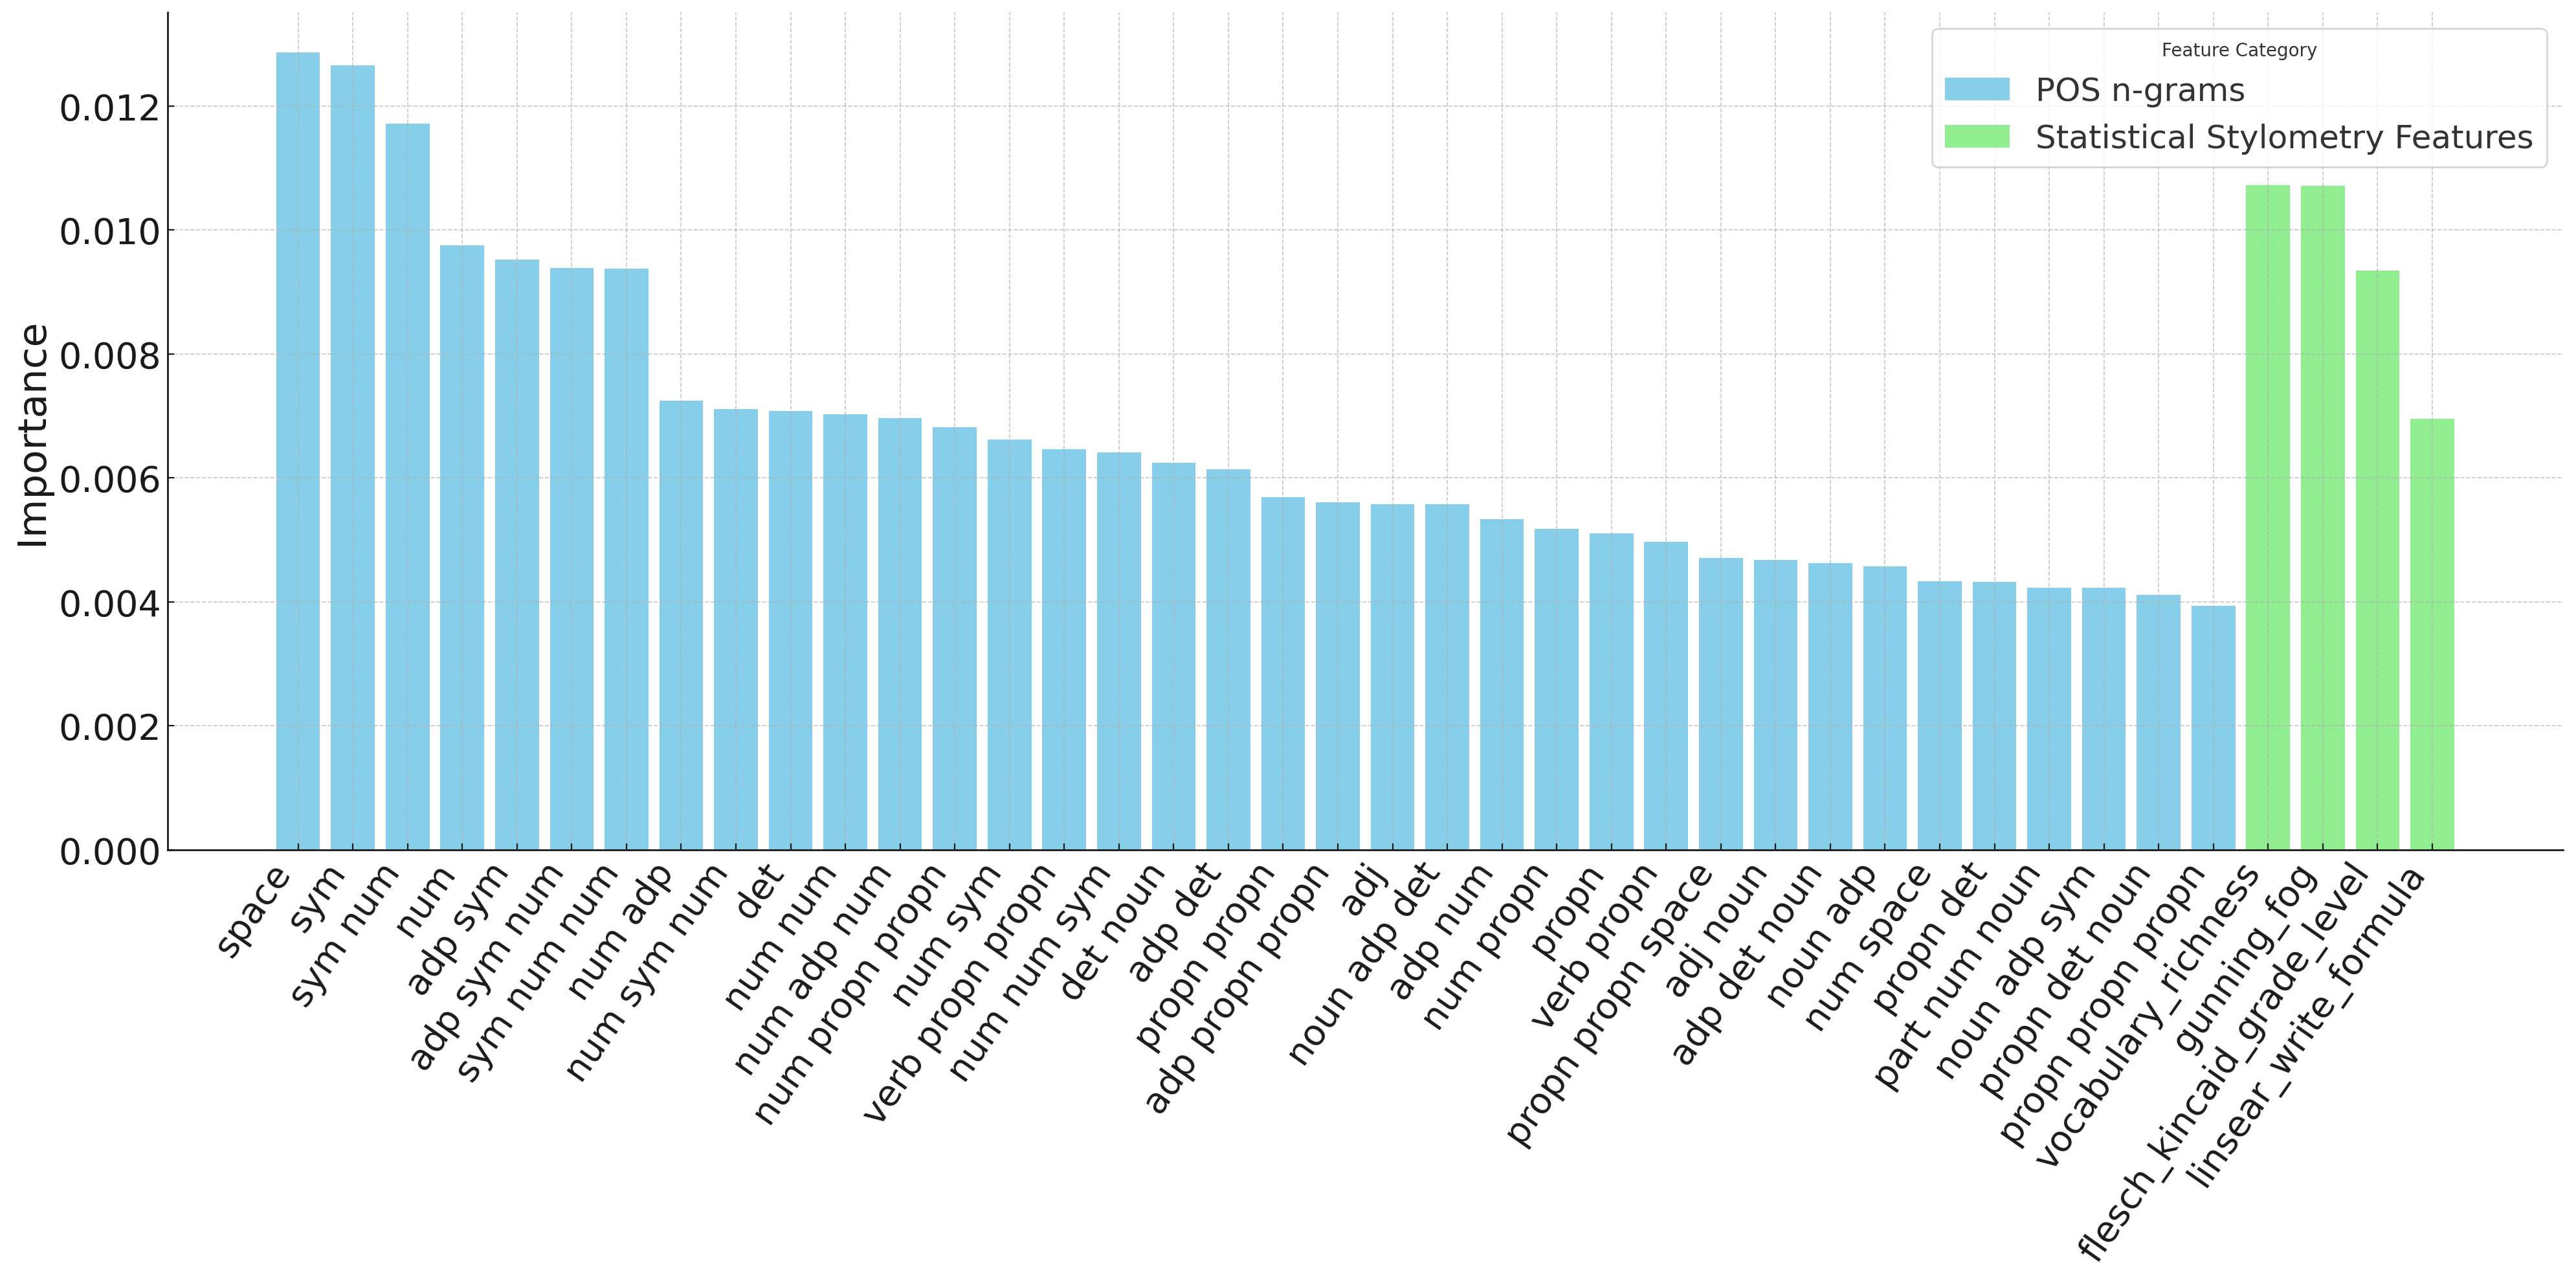 Feature Category
POS n-grams
Statistical Stylometry Features
Importance
0.012
0.010
0.008
0.006
0.004
0.002
0.000
space
sym
sym num
num
adp sym
adp sym num
sym num num
num adp
num sym num
det
num num
num adp num
num propn propn
num sym
verb propn propn
num num sym
det noun
adp det
propn propn
adp propn propn
adj
noun adp det
adp num
num propn
propn
verb propn
propn propn space
adj noun
adp det noun
noun adp
num space
propn det
part num noun
noun adp sym
propn det noun
propn propn propn
vocabulary_richness
gunning_fog
flesch_kincaid_grade_level
linsear_write_formula